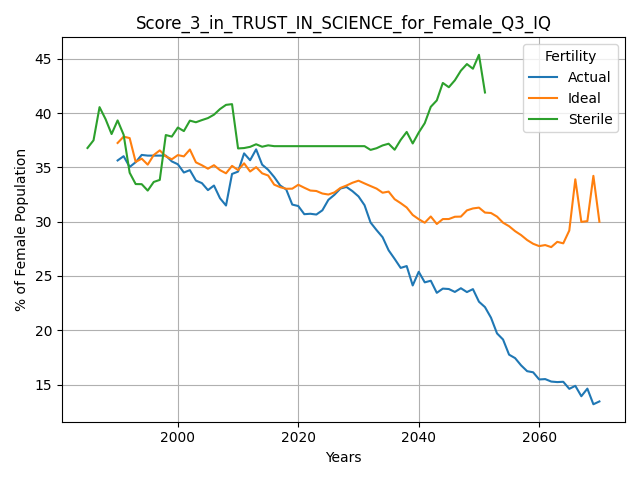 Score_3_in_TRUST_IN_SCIENCE_for_Female_Q3_IQ
% of Female Population
45
40
35
30
25
20
15
Fertility
Actual
Ideal
Sterile
2000
2020
2040
2060
Years